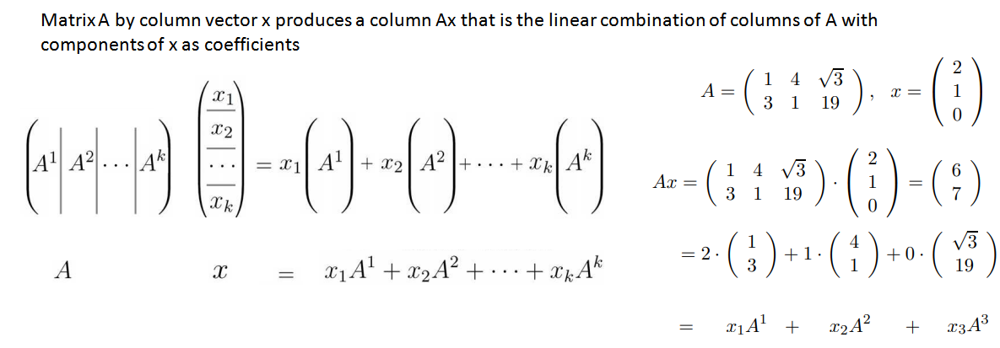 Matrix A by column vector x produces a column Ax that is the linear combination of columns of A with
components of x as coefficients
A = ( 1 4 √3 ; 3 1 19 ), x = ( 2 ; 1 ; 0 )
( A¹ | A² | ... | Aᵏ ) ( x₁ ; x₂ ; ... ; xₖ ) = x₁ ( A¹ ) + x₂ ( A² ) + ··· + xₖ ( Aᵏ )
A x = x₁A¹ + x₂A² + ··· + xₖAᵏ
Ax = ( 1 4 √3 ; 3 1 19 ) · ( 2 ; 1 ; 0 ) = ( 6 ; 7 )
= 2 · ( 1 ; 3 ) + 1 · ( 4 ; 1 ) + 0 · ( √3 ; 19 )
= x₁A¹ + x₂A² + x₃A³